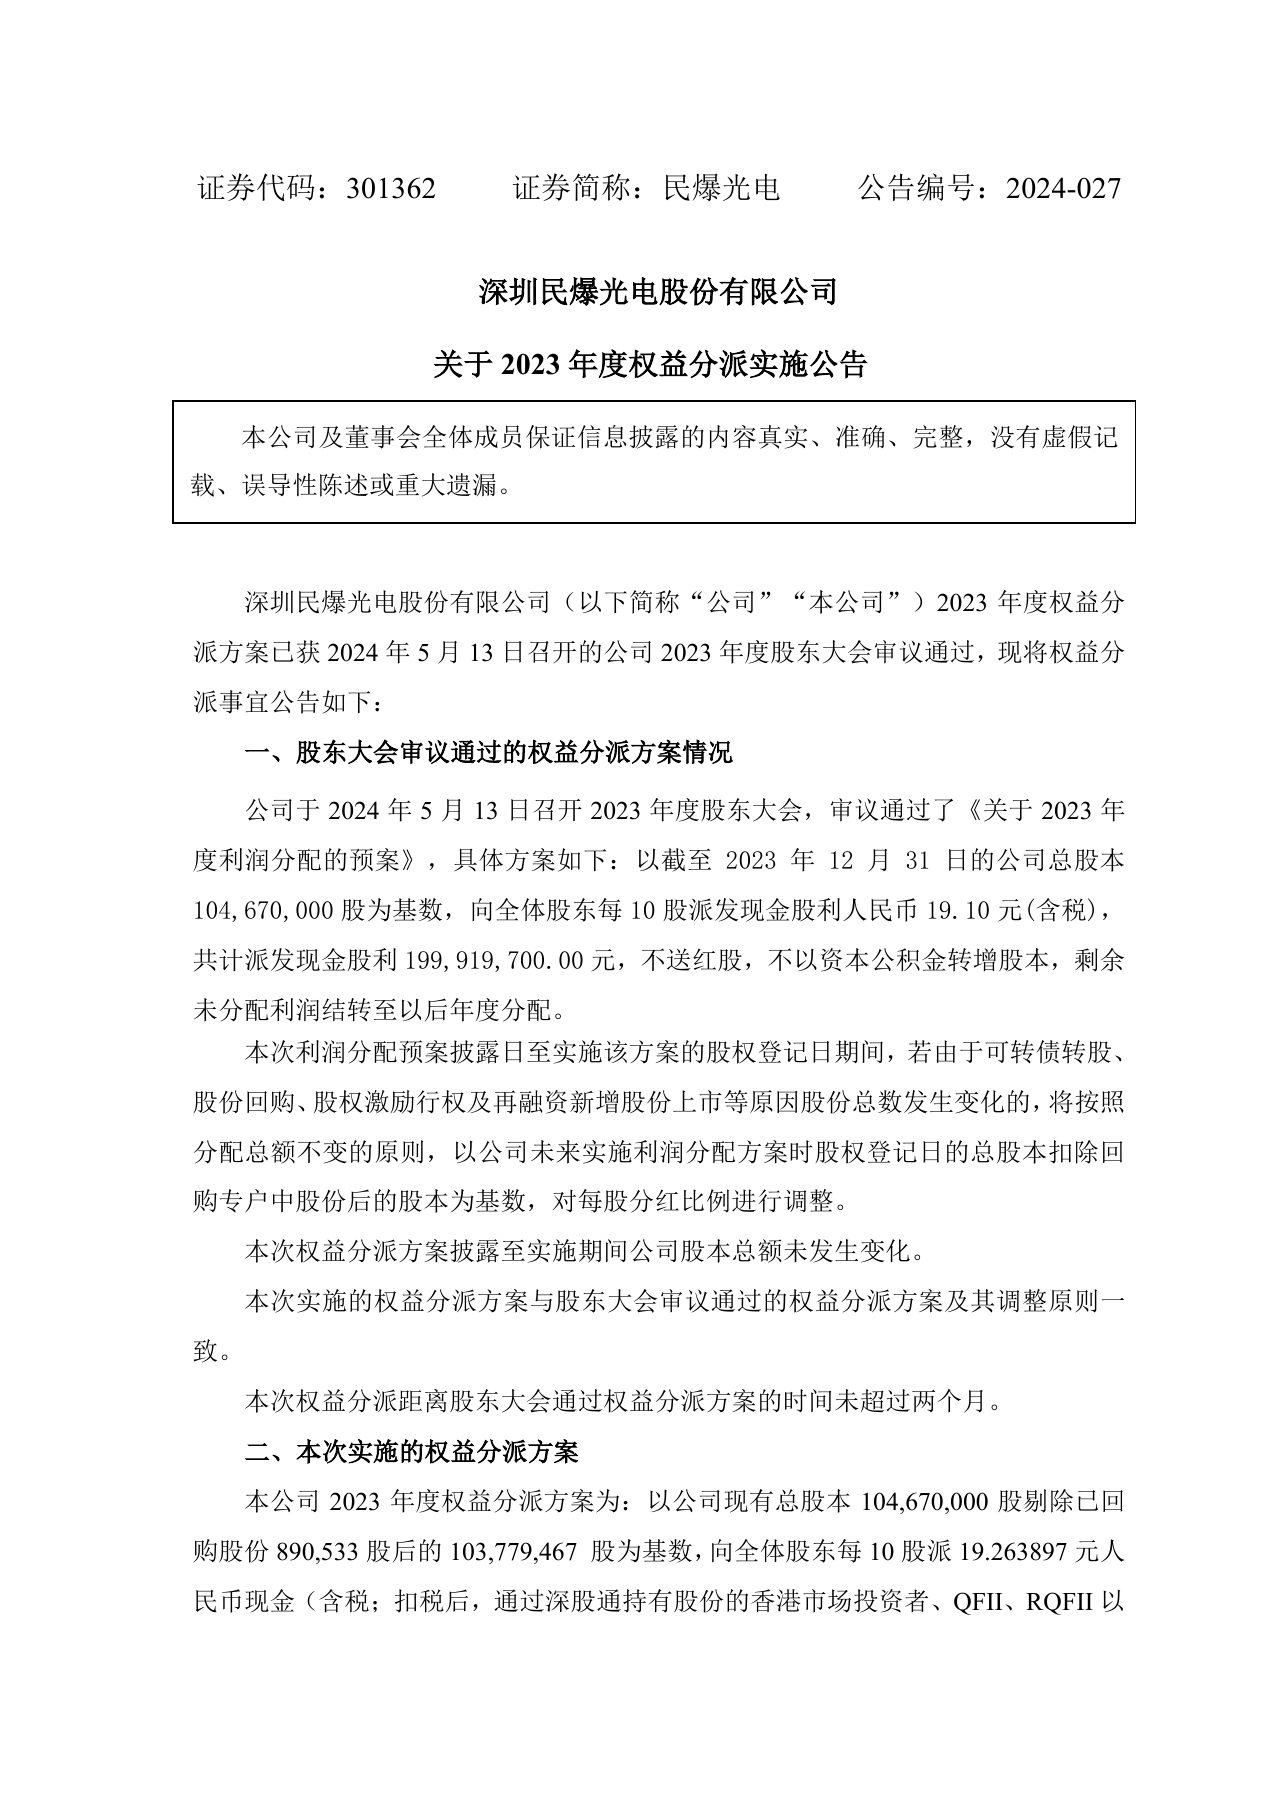 证券代码：301362 证券简称：民爆光电 公告编号：2024-027
深圳民爆光电股份有限公司
关于 2023 年度权益分派实施公告
本公司及董事会全体成员保证信息披露的内容真实、准确、完整，没有虚假记
载、误导性陈述或重大遗漏。
深圳民爆光电股份有限公司（以下简称“公司”“本公司”）2023 年度权益分
派方案已获 2024 年 5 月 13 日召开的公司 2023 年度股东大会审议通过，现将权益分
派事宜公告如下：
一、股东大会审议通过的权益分派方案情况
公司于 2024 年 5 月 13 日召开 2023 年度股东大会，审议通过了《关于 2023 年
度利润分配的预案》，具体方案如下：以截至 2023 年 12 月 31 日的公司总股本
104,670,000 股为基数，向全体股东每 10 股派发现金股利人民币 19.10 元(含税)，
共计派发现金股利 199,919,700.00 元，不送红股，不以资本公积金转增股本，剩余
未分配利润结转至以后年度分配。
本次利润分配预案披露日至实施该方案的股权登记日期间，若由于可转债转股、
股份回购、股权激励行权及再融资新增股份上市等原因股份总数发生变化的，将按照
分配总额不变的原则，以公司未来实施利润分配方案时股权登记日的总股本扣除回
购专户中股份后的股本为基数，对每股分红比例进行调整。
本次权益分派方案披露至实施期间公司股本总额未发生变化。
本次实施的权益分派方案与股东大会审议通过的权益分派方案及其调整原则一
致。
本次权益分派距离股东大会通过权益分派方案的时间未超过两个月。
二、本次实施的权益分派方案
本公司 2023 年度权益分派方案为：以公司现有总股本 104,670,000 股剔除已回
购股份 890,533 股后的 103,779,467 股为基数，向全体股东每 10 股派 19.263897 元人
民币现金（含税；扣税后，通过深股通持有股份的香港市场投资者、QFII、RQFII 以